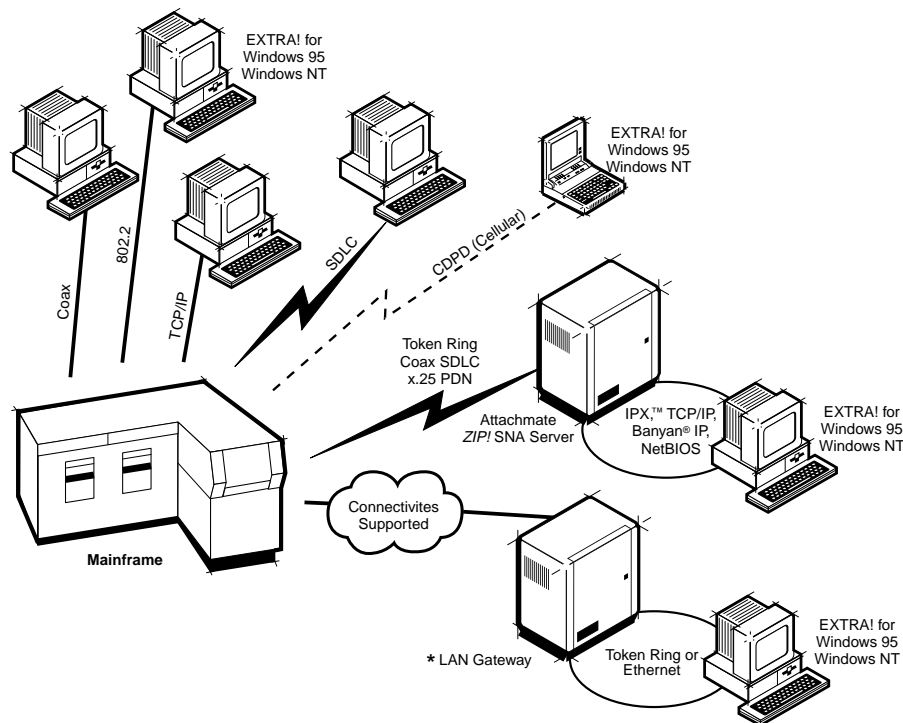 EXTRA! for
Windows 95
Windows NT
EXTRA! for
Windows 95
Windows NT
Coax
802.2
TCP/IP
SDLC
CDPD (Cellular)
Token Ring
Coax SDLC
x.25 PDN
Attachmate
ZIP! SNA Server
IPX,™ TCP/IP,
Banyan® IP,
NetBIOS
EXTRA! for
Windows 95
Windows NT
Connectivites
Supported
Mainframe
* LAN Gateway
Token Ring or
Ethernet
EXTRA! for
Windows 95
Windows NT